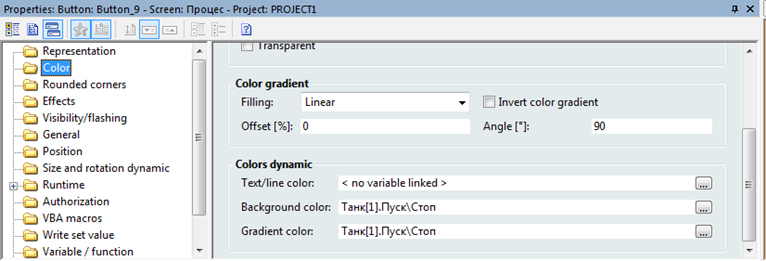 Properties: Button: Button_9 - Screen: Процес - Project: PROJECT1
Representation
Color
Rounded corners
Effects
Visibility/flashing
General
Position
Size and rotation dynamic
Runtime
Authorization
VBA macros
Write set value
Variable / function
Transparent
Color gradient
Filling: Linear Invert color gradient
Offset [%]: 0 Angle [°]: 90
Colors dynamic
Text/line color: < no variable linked > ...
Background color: Танк[1].Пуск\Стоп ...
Gradient color: Танк[1].Пуск\Стоп ...